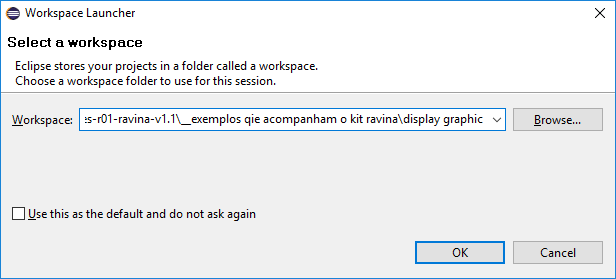 Workspace Launcher
Select a workspace
Eclipse stores your projects in a folder called a workspace.
Choose a workspace folder to use for this session.
Workspace: es-r01-ravina-v1.1\__exemplos qie acompanham o kit ravina\display graphic Browse...
Use this as the default and do not ask again
OK Cancel